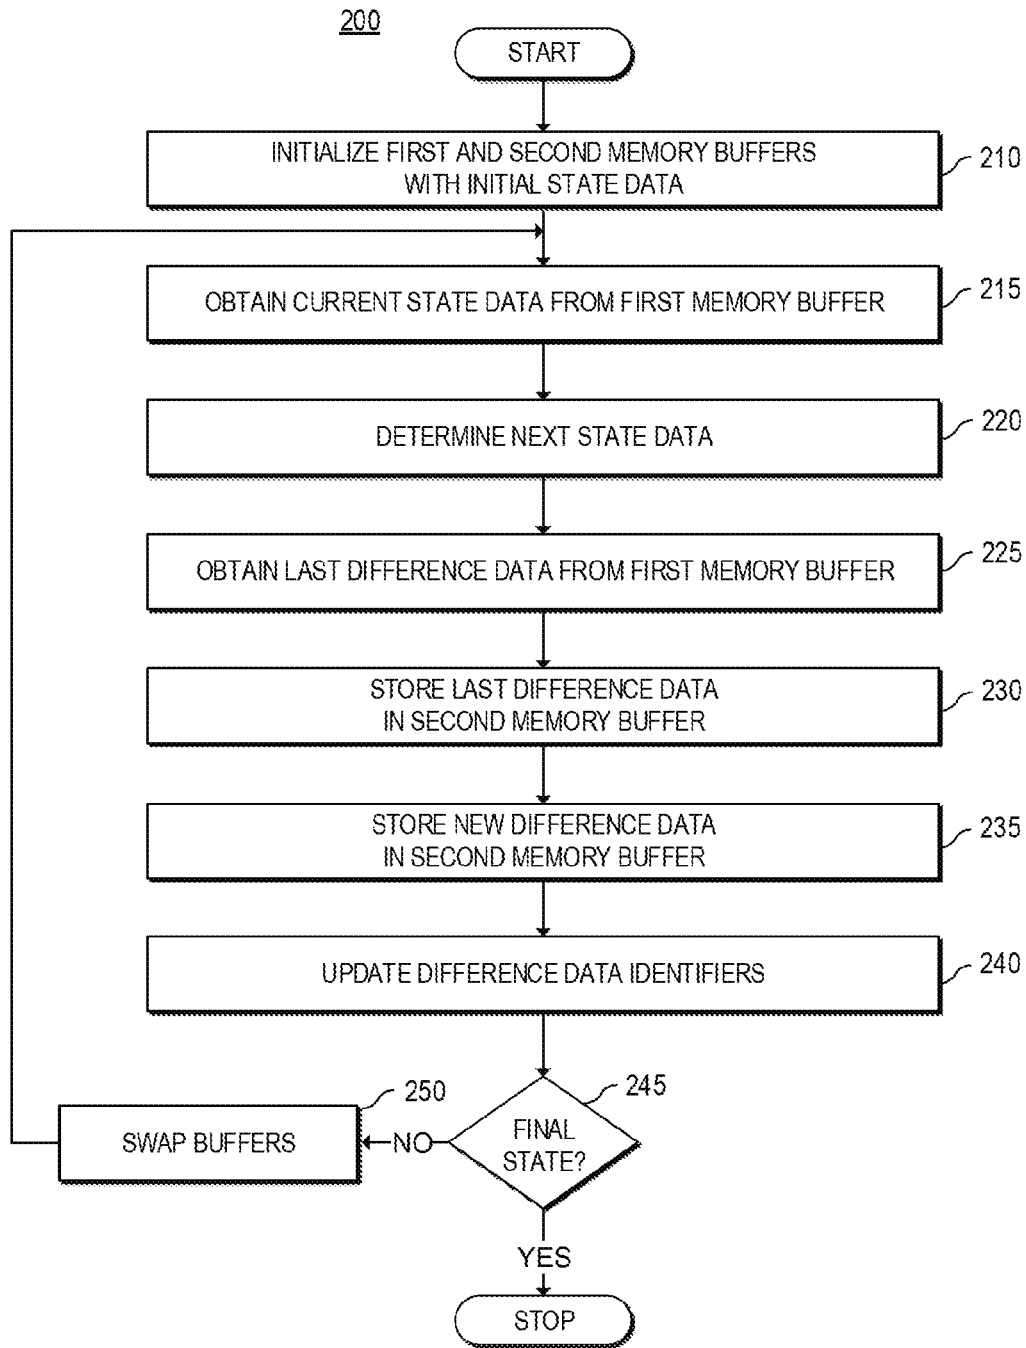 200
START
INITIALIZE FIRST AND SECOND MEMORY BUFFERS
WITH INITIAL STATE DATA
210
OBTAIN CURRENT STATE DATA FROM FIRST MEMORY BUFFER
215
DETERMINE NEXT STATE DATA
220
OBTAIN LAST DIFFERENCE DATA FROM FIRST MEMORY BUFFER
225
STORE LAST DIFFERENCE DATA
IN SECOND MEMORY BUFFER
230
STORE NEW DIFFERENCE DATA
IN SECOND MEMORY BUFFER
235
UPDATE DIFFERENCE DATA IDENTIFIERS
240
245
FINAL
STATE?
NO
250
SWAP BUFFERS
YES
STOP